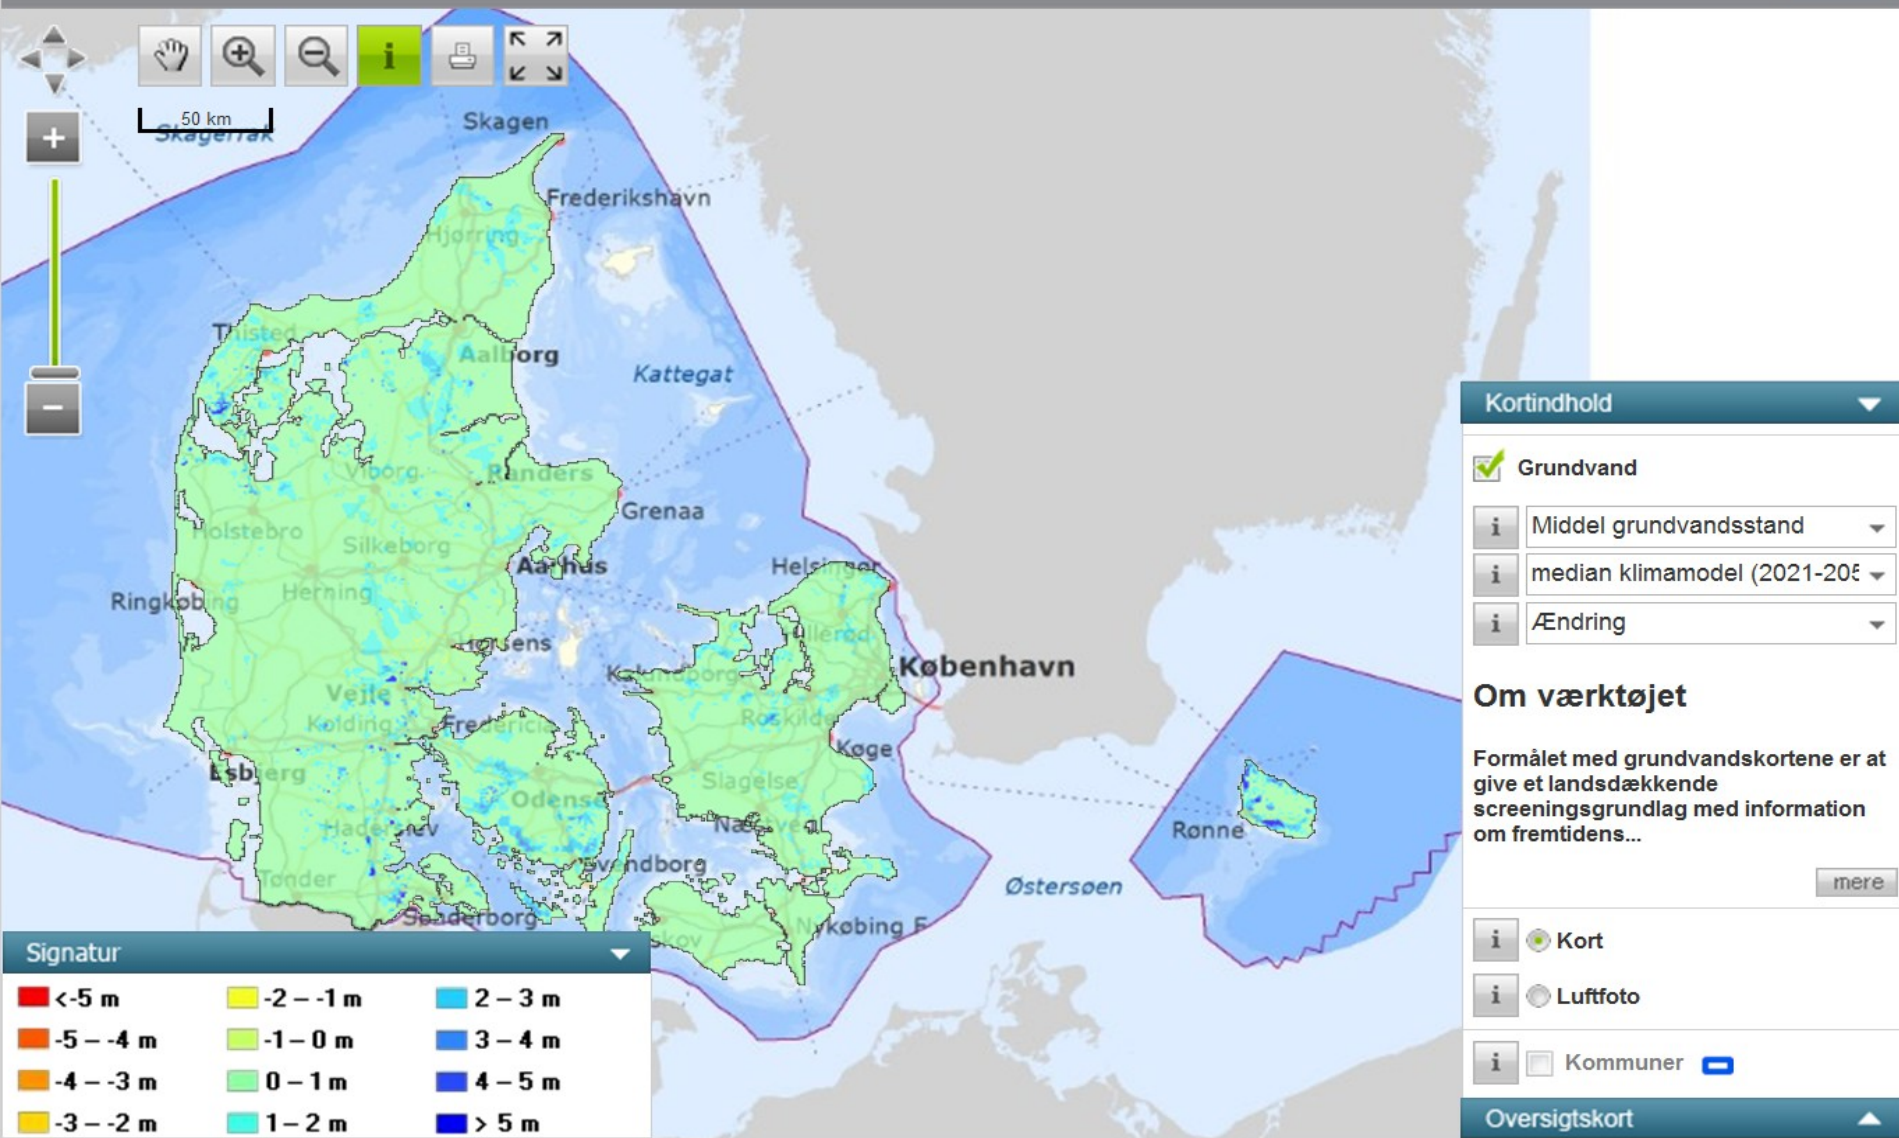 50 km
Skagerrak
Skagen
Frederikshavn
Hjørring
Thisted
Aalborg
Kattegat
Viborg
Randers
Grenaa
Holstebro
Silkeborg
Aarhus
Helsingør
Ringkøbing
Herning
Hillerød
Horsens
Kalundborg
København
Vejle
Roskilde
Kolding
Fredericia
Køge
Esbjerg
Slagelse
Odense
Haderslev
Næstved
Rønne
Svendborg
Tønder
Østersøen
Sønderborg
Nykøbing F
skov
Signatur
<-5 m
-2 – -1 m
2 – 3 m
-5 – -4 m
-1 – 0 m
3 – 4 m
-4 – -3 m
0 – 1 m
4 – 5 m
-3 – -2 m
1 – 2 m
> 5 m
Kortindhold
Grundvand
i Middel grundvandsstand
i median klimamodel (2021-205
i Ændring
Om værktøjet
Formålet med grundvandskortene er at
give et landsdækkende
screeningsgrundlag med information
om fremtidens...
mere
i Kort
i Luftfoto
i Kommuner
Oversigtskort